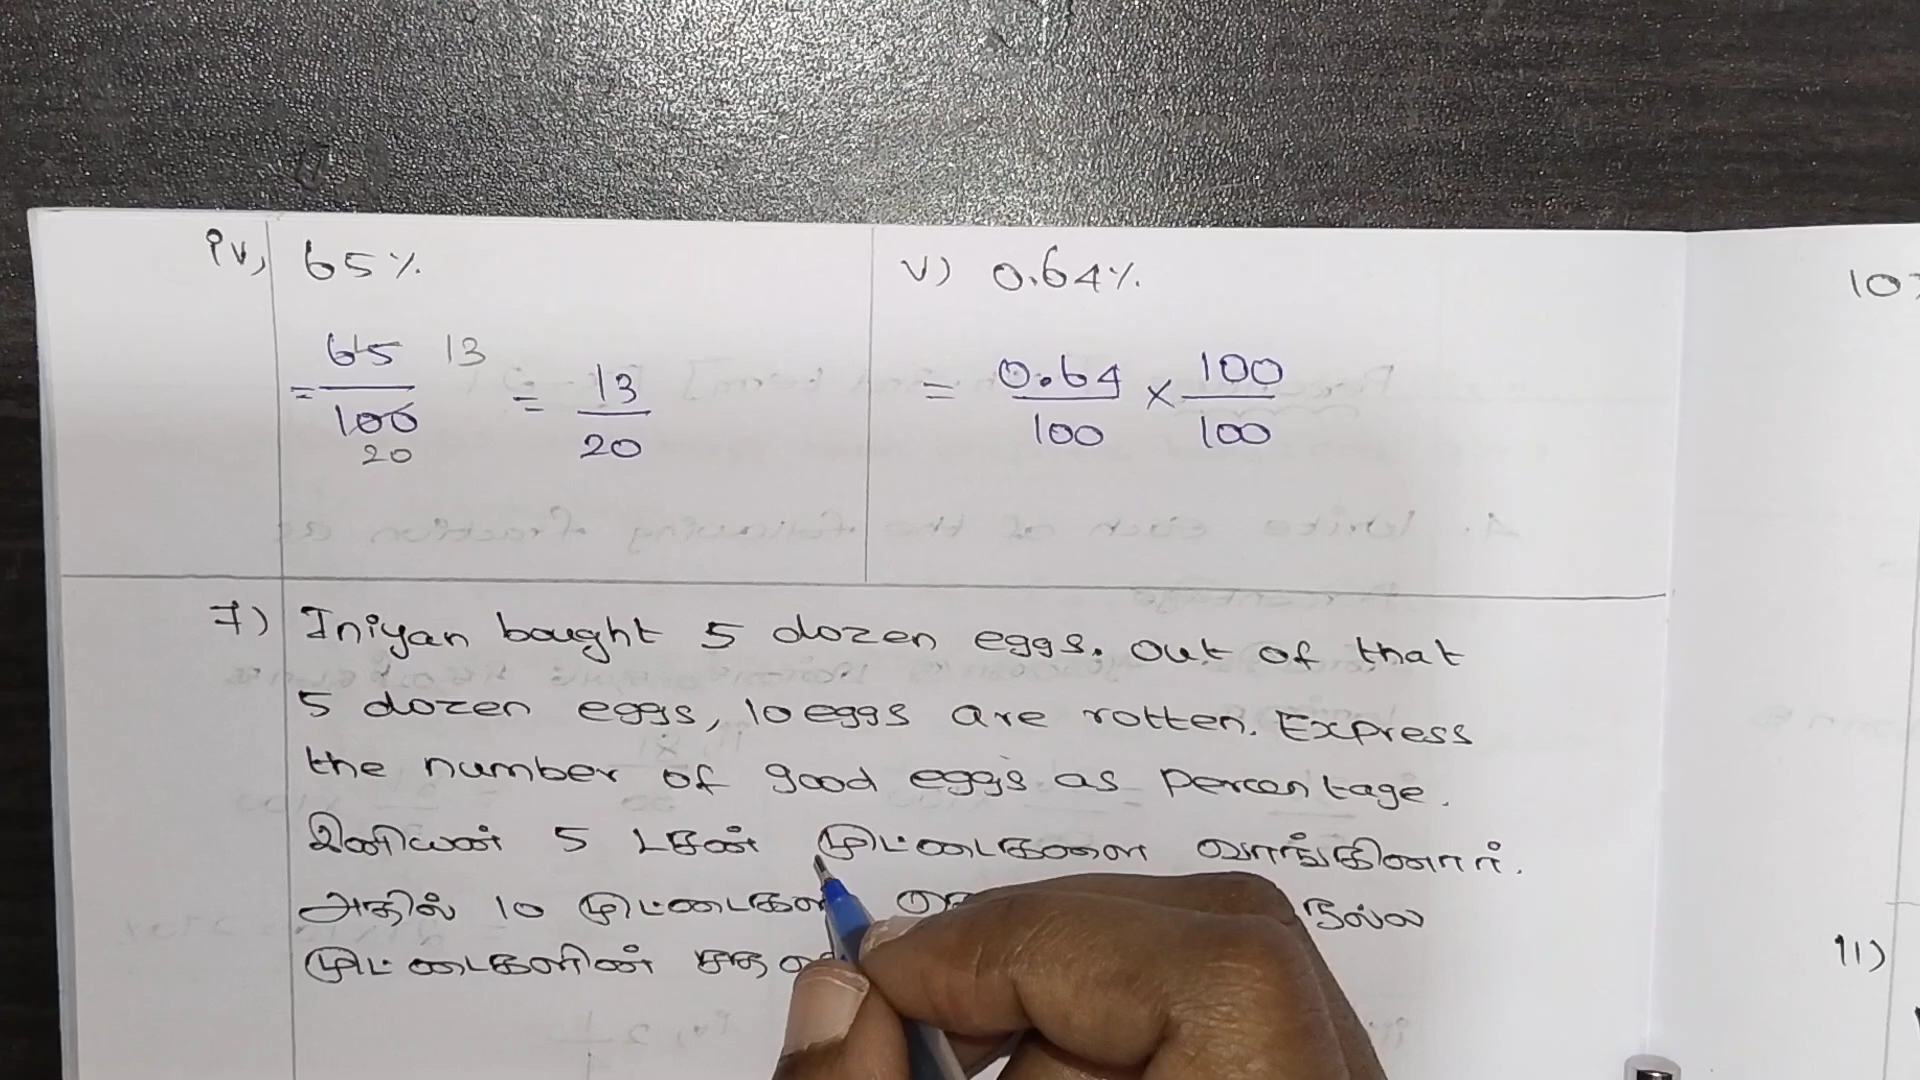 iv) 65%
= 65/100 13 20 = 13/20
v) 0.64%
= 0.64/100 × 100/100
7) Iniyan bought 5 dozen eggs. Out of that
5 dozen eggs, 10 eggs are rotten. Express
the number of good eggs as percentage.
இனியன் 5 டசன் முட்டைகளை வாங்கினார்.
அதில் 10 முட்டைகள் நல்ல
முட்டைகளின்
11)